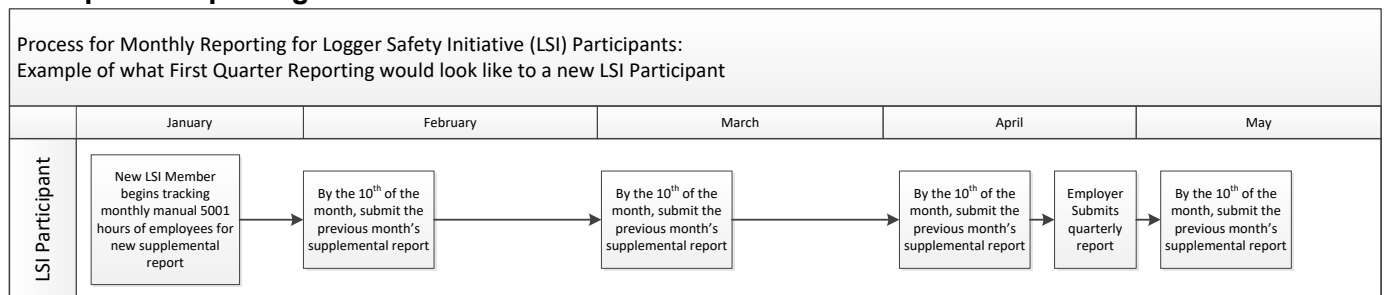 Process for Monthly Reporting for Logger Safety Initiative (LSI) Participants:
Example of what First Quarter Reporting would look like to a new LSI Participant
January
February
March
April
May
LSI Participant
New LSI Member
begins tracking
monthly manual 5001
hours of employees for
new supplemental
report
By the 10th of the
month, submit the
previous month's
supplemental report
By the 10th of the
month, submit the
previous month's
supplemental report
By the 10th of the
month, submit the
previous month's
supplemental report
Employer
Submits
quarterly
report
By the 10th of the
month, submit the
previous month's
supplemental report